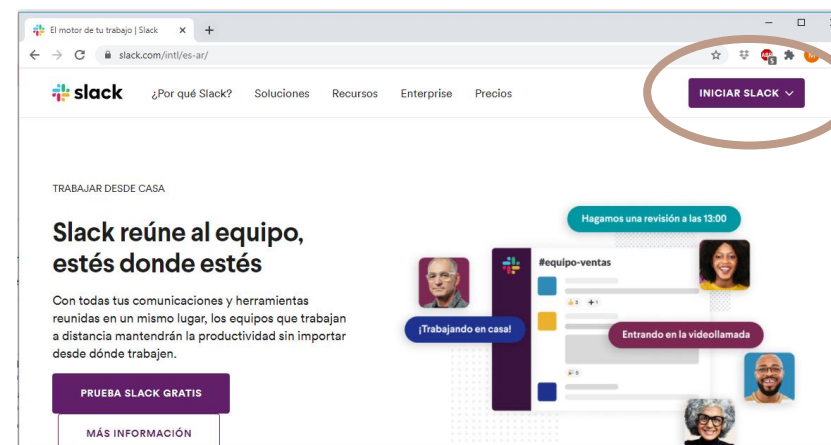 El motor de tu trabajo | Slack
slack.com/intl/es-ar/
slack ¿Por qué Slack? Soluciones Recursos Enterprise Precios INICIAR SLACK
TRABAJAR DESDE CASA
Slack reúne al equipo,
estés donde estés
Con todas tus comunicaciones y herramientas
reunidas en un mismo lugar, los equipos que trabajan
a distancia mantendrán la productividad sin importar
desde dónde trabajen.
PRUEBA SLACK GRATIS
MÁS INFORMACIÓN
Hagamos una revisión a las 13:00
#equipo-ventas
¡Trabajando en casa!
Entrando en la videollamada